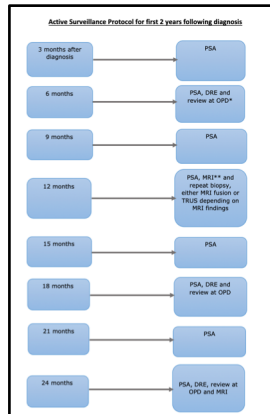 Active Surveillance Protocol for first 2 years following diagnosis
3 months after
diagnosis
PSA
6 months
PSA, DRE and
review at OPD*
9 months
PSA
12 months
PSA, MRI** and
repeat biopsy,
either MRI fusion or
TRUS depending on
MRI findings
15 months
PSA
18 months
PSA, DRE and
review at OPD
21 months
PSA
24 months
PSA, DRE, review at
OPD and MRI